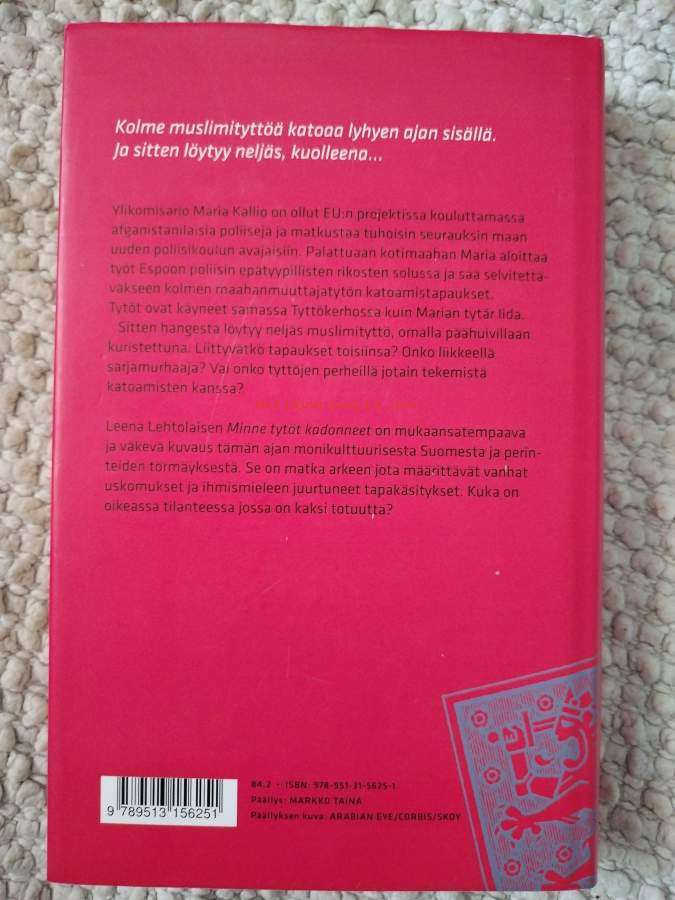 Kolme muslimityttöä katoaa lyhyen ajan sisällä.
Ja sitten löytyy neljäs, kuolleena...
Ylikomisario Maria Kallio on ollut EU:n projektissa kouluttamassa
afganistanilaisia poliiseja ja matkustaa tuhoisin seurauksin maan
uuden poliisikoulun avajaisiin. Palattuaan kotimaahan Maria aloittaa
työt Espoon poliisin epätyypillisten rikosten solussa ja saa selvitettä-
väkseen kolmen maahanmuuttajatytön katoamistapaukset.
Tytöt ovat käyneet samassa Tyttökerhossa kuin Marian tytär Iida.
Sitten hangesta löytyy neljäs muslimityttö, omalla päähuivillaan
kuristettuna. Liittyvätkö tapaukset toisiinsa? Onko liikkeellä
sarjamurhaaja? Vai onko tyttöjen perheillä jotain tekemistä
katoamisten kanssa?
Leena Lehtolaisen Minne tytöt kadonneet on mukaansatempaava
ja väkevä kuvaus tämän ajan monikulttuurisesta Suomesta ja perin-
teiden törmäyksestä. Se on matka arkeen jota määrittävät vanhat
uskomukset ja ihmismieleen juurtuneet tapakäsitykset. Kuka on
oikeassa tilanteessa jossa on kaksi totuutta?
84.2 • ISBN: 978-951-31-5625-1
Päällys: MARKKO TAINA
Päällyksen kuva: ARABIAN EYE/CORBIS/SKOY
9 789513 156251